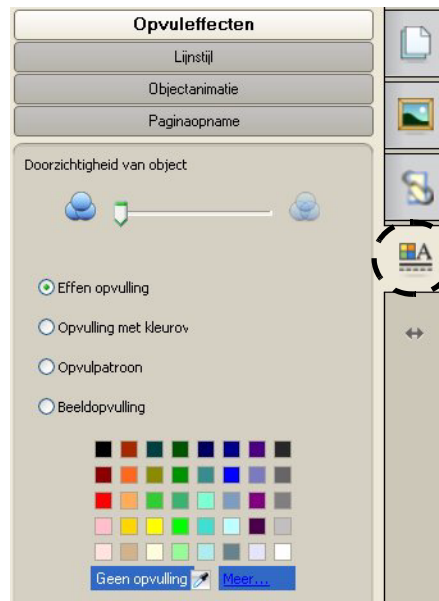 Opvuleffecten
Lijnstijl
Objectanimatie
Paginaopname
Doorzichtigheid van object
Effen opvulling
Opvulling met kleurov
Opvulpatroon
Beeldopvulling
Geen opvulling Meer...
A